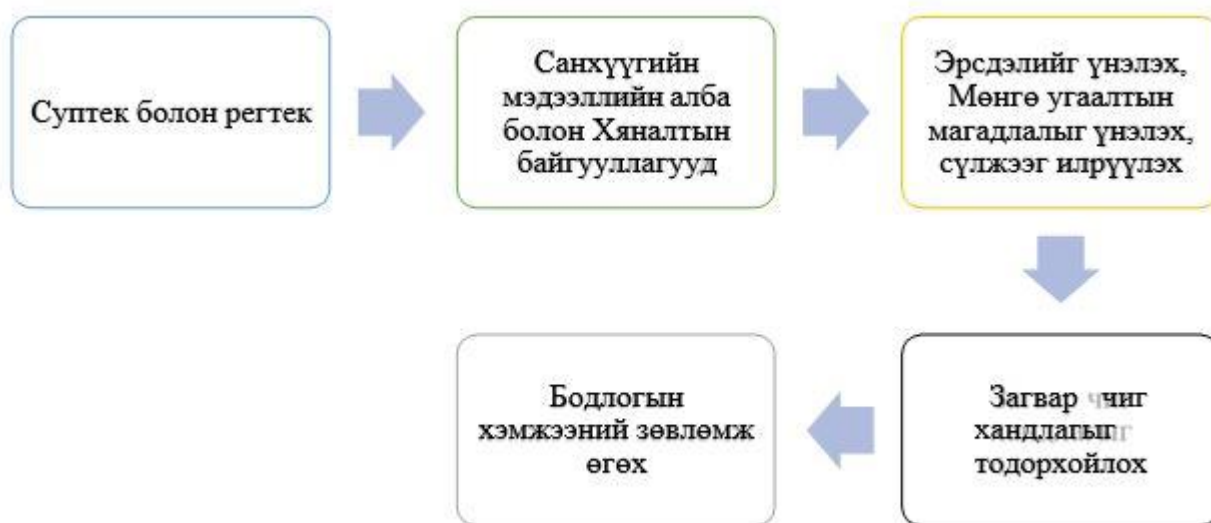 Суптек болон регтек
Санхүүгийн
мэдээллийн алба
болон Хяналтын
байгууллагууд
Эрсдэлийг үнэлэх,
Мөнгө угаалтын
магадлалыг үнэлэх,
сүлжээг илрүүлэх
Загвар чиг
хандлагыг
тодорхойлох
Бодлогын
хэмжээний зөвлөмж
өгөх